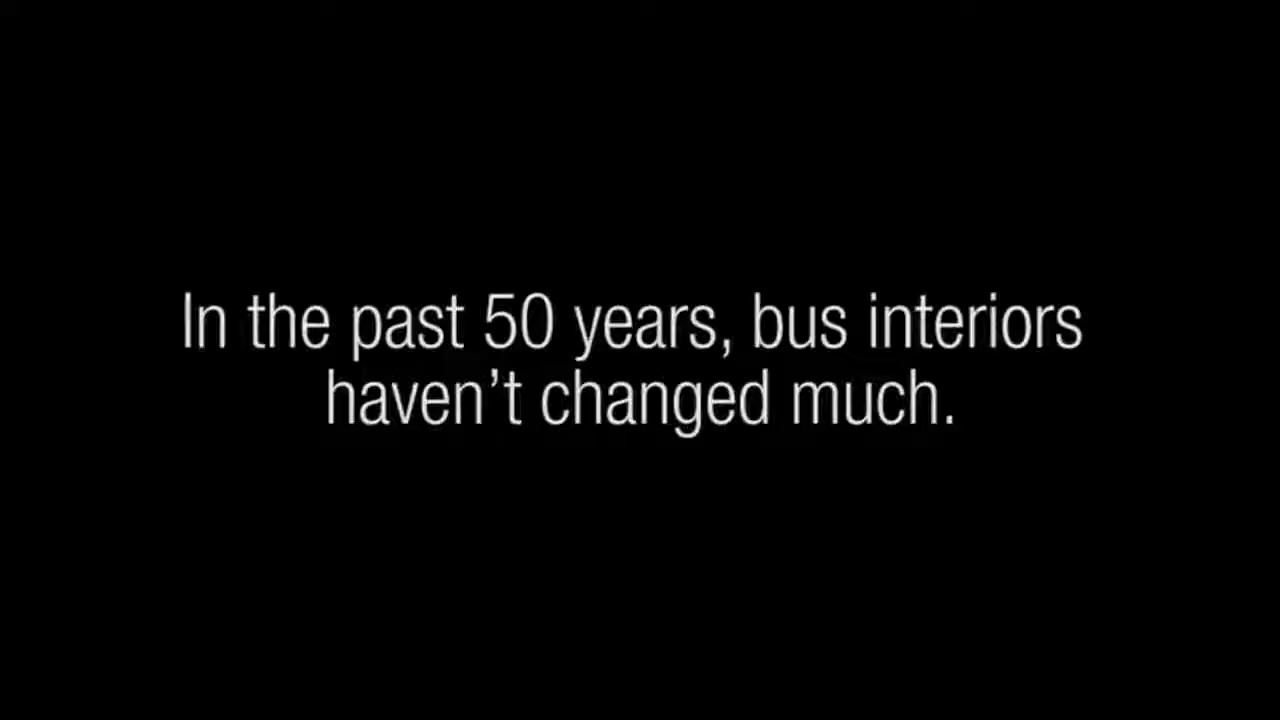 In the past 50 years, bus interiors
haven’t changed much.